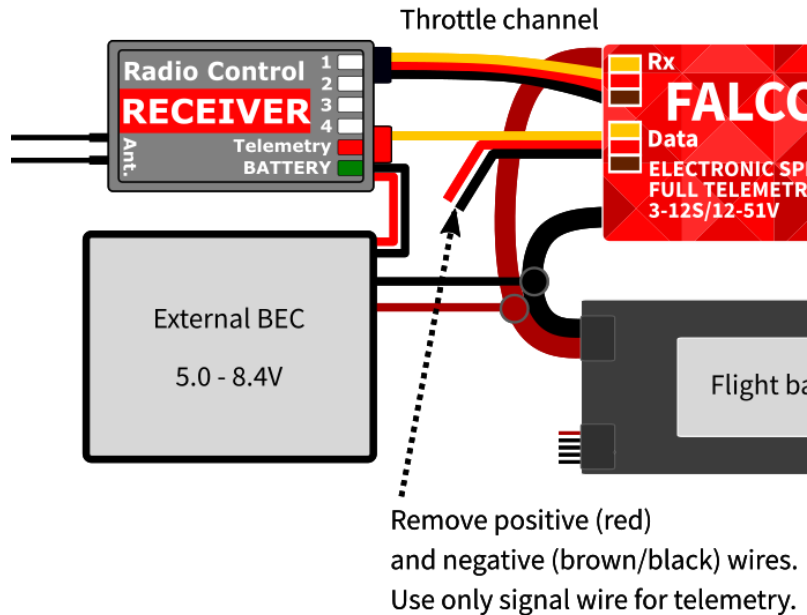 Throttle channel
Radio Control
RECEIVER
1
2
3
4
Telemetry
BATTERY
Ant.
Rx
FALCO
Data
ELECTRONIC SP
FULL TELEMETR
3-12S/12-51V
External BEC
5.0 - 8.4V
Flight ba
Remove positive (red)
and negative (brown/black) wires.
Use only signal wire for telemetry.